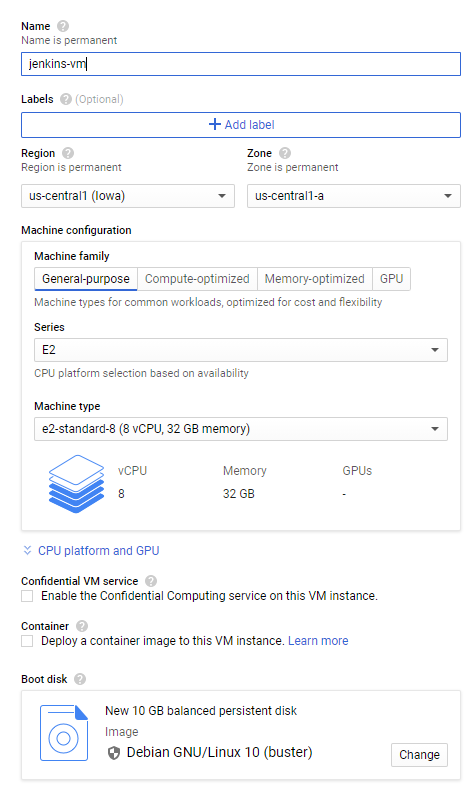 Name
Name is permanent
jenkins-vm
Labels (Optional)
Add label
Region Zone
Region is permanent Zone is permanent
us-central1 (Iowa) us-central1-a
Machine configuration
Machine family
General-purpose Compute-optimized Memory-optimized GPU
Machine types for common workloads, optimized for cost and flexibility
Series
E2
CPU platform selection based on availability
Machine type
e2-standard-8 (8 vCPU, 32 GB memory)
vCPU Memory GPUs
8 32 GB -
CPU platform and GPU
Confidential VM service
Enable the Confidential Computing service on this VM instance.
Container
Deploy a container image to this VM instance. Learn more
Boot disk
New 10 GB balanced persistent disk
Image
Debian GNU/Linux 10 (buster)
Change